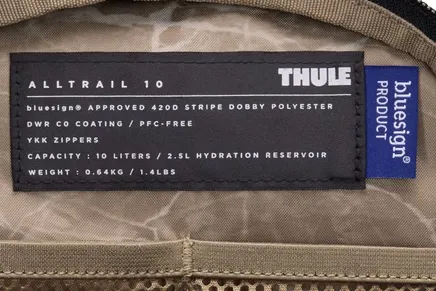 THULE
ALLTRAIL 10
bluesign® APPROVED 420D STRIPE DOBBY POLYESTER
DWR C0 COATING / PFC-FREE
YKK ZIPPERS
CAPACITY : 10 LITERS / 2.5L HYDRATION RESERVOIR
WEIGHT : 0.64KG / 1.4LBS
bluesign®
PRODUCT